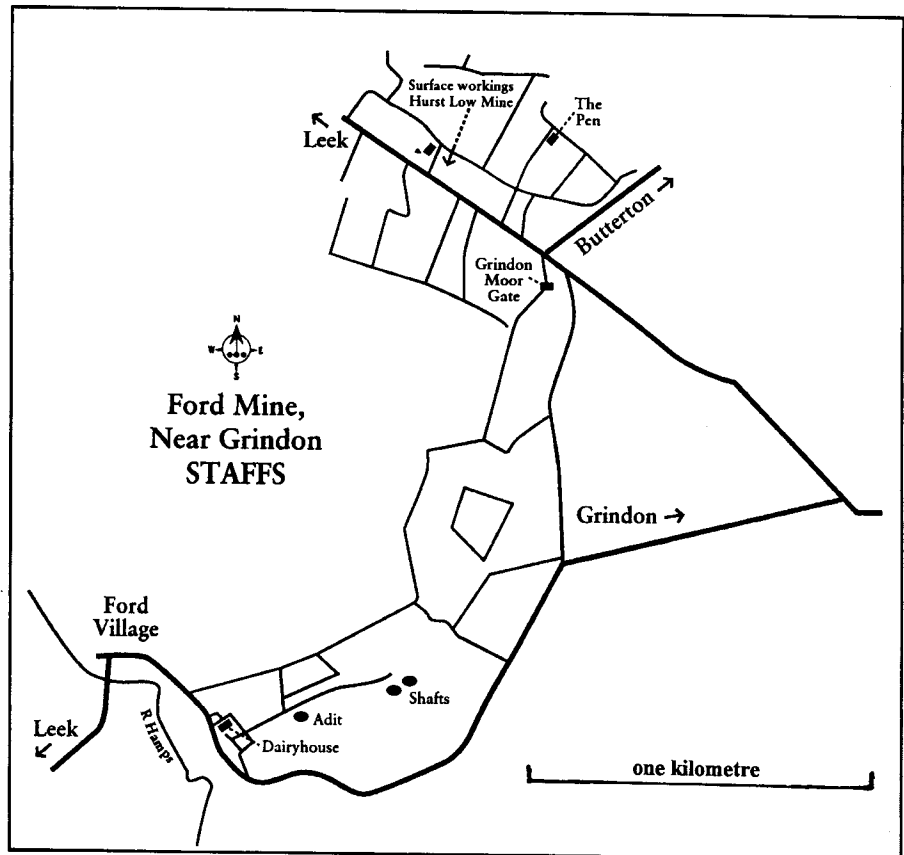 Surface workings
Hurst Low Mine
The
Pen
Leek
Butterton
Grindon
Moor
Gate
N
W E
S
Ford Mine,
Near Grindon
STAFFS
Grindon
Ford
Village
Shafts
Adit
Leek
R Hamps
Dairyhouse
one kilometre